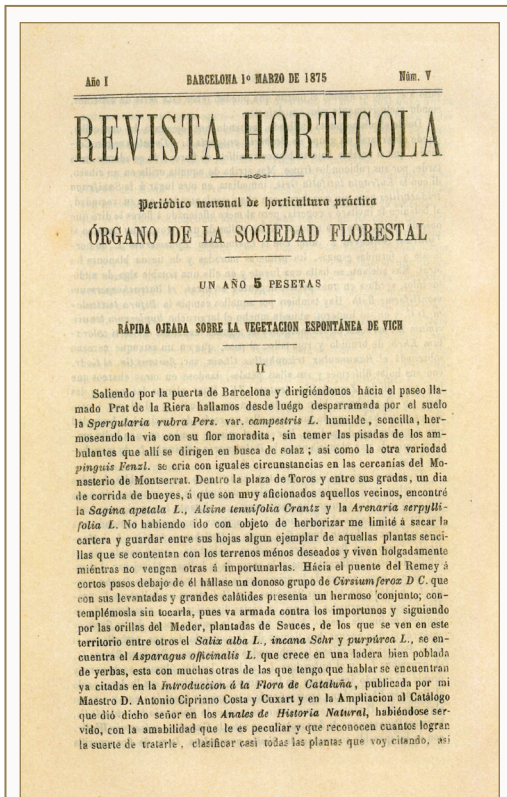 Año I
BARCELONA 1º MARZO DE 1875
Núm. V
REVISTA HORTICOLA
Periódico mensual de horticultura práctica
ÓRGANO DE LA SOCIEDAD FLORESTAL
UN AÑO 5 PESETAS
RÁPIDA OJEADA SOBRE LA VEGETACION ESPONTÁNEA DE VICH
II
Saliendo por la puerta de Barcelona y dirigiéndonos hácia el paseo lla-
mado Prat de la Riera hallamos desde luégo desparramada por el suelo
la Spergularia rubra Pers. var. campestris L. humilde, sencilla, her-
moseando la via con su flor moradita, sin temer las pisadas de los am-
bulantes que allí se dirigen en busca de solaz; asi como la otra variedad
pinguis Fenzl. se cria con iguales circunstancias en las cercanías del Mo-
nasterio de Montserrat. Dentro la plaza de Toros y entre sus gradas, un dia
de corrida de bueyes, á que son muy aficionados aquellos vecinos, encontré
la Sagina apetala L., Alsine tenuifolia Crantz y la Arenaria serpylli-
folia L. No habiendo ido con objeto de herborizar me limité á sacar la
cartera y guardar entre sus hojas algun ejemplar de aquellas plantas senci-
llas que se contentan con los terrenos ménos deseados y viven holgadamente
miéntras no vengan otras á importunarlas. Hácia el puente del Remey á
cortos pasos debajo de él hállase un donoso grupo de Cirsium ferox D C. que
con sus levantadas y grandes calátides presenta un hermoso conjunto; con-
templémosla sin tocarla, pues va armada contra los importunos y siguiendo
por las orillas del Meder, plantadas de Sauces, de los que se ven en este
territorio entre otros el Salix alba L., incana Schr y purpúrea L., se en-
cuentra el Asparagus officinalis L. que crece en una ladera bien poblada
de yerbas, esta con muchas otras de las que tengo que hablar se encuentran
ya citadas en la Introduccion á la Flora de Cataluña, publicada por mi
Maestro D. Antonio Cipriano Costa y Cuxart y en la Ampliacion al Catálogo
que dió dicho señor en los Anales de Historia Natural, habiéndose ser-
vido, con la amabilidad que le es peculiar y que reconocen cuantos logran
la suerte de tratarle, clasificar casi todas las plantas que voy citando, asi